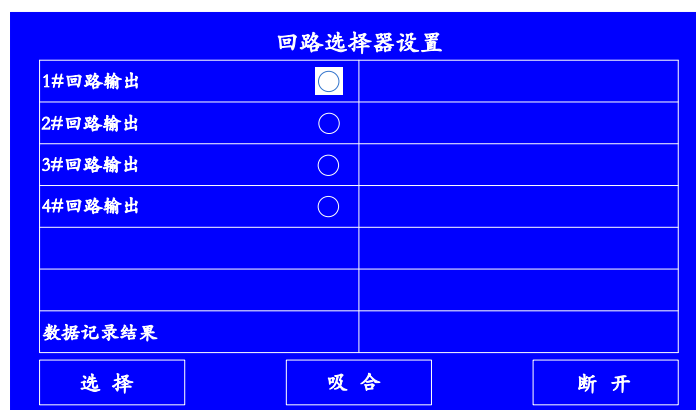 回路选择器设置
1#回路输出
2#回路输出
3#回路输出
4#回路输出
数据记录结果
选 择 吸 合 断 开